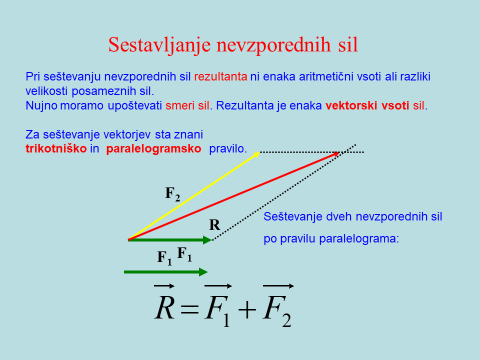 Sestavljanje nevzporednih sil
Pri seštevanju nevzporednih sil rezultanta ni enaka aritmetični vsoti ali razliki
velikosti posameznih sil.
Nujno moramo upoštevati smeri sil. Rezultanta je enaka vektorski vsoti sil.
Za seštevanje vektorjev sta znani
trikotniško in paralelogramsko pravilo.
F₂
R
Seštevanje dveh nevzporednih sil
po pravilu paralelograma:
F₁ F₁
R⃗ = F⃗₁ + F⃗₂